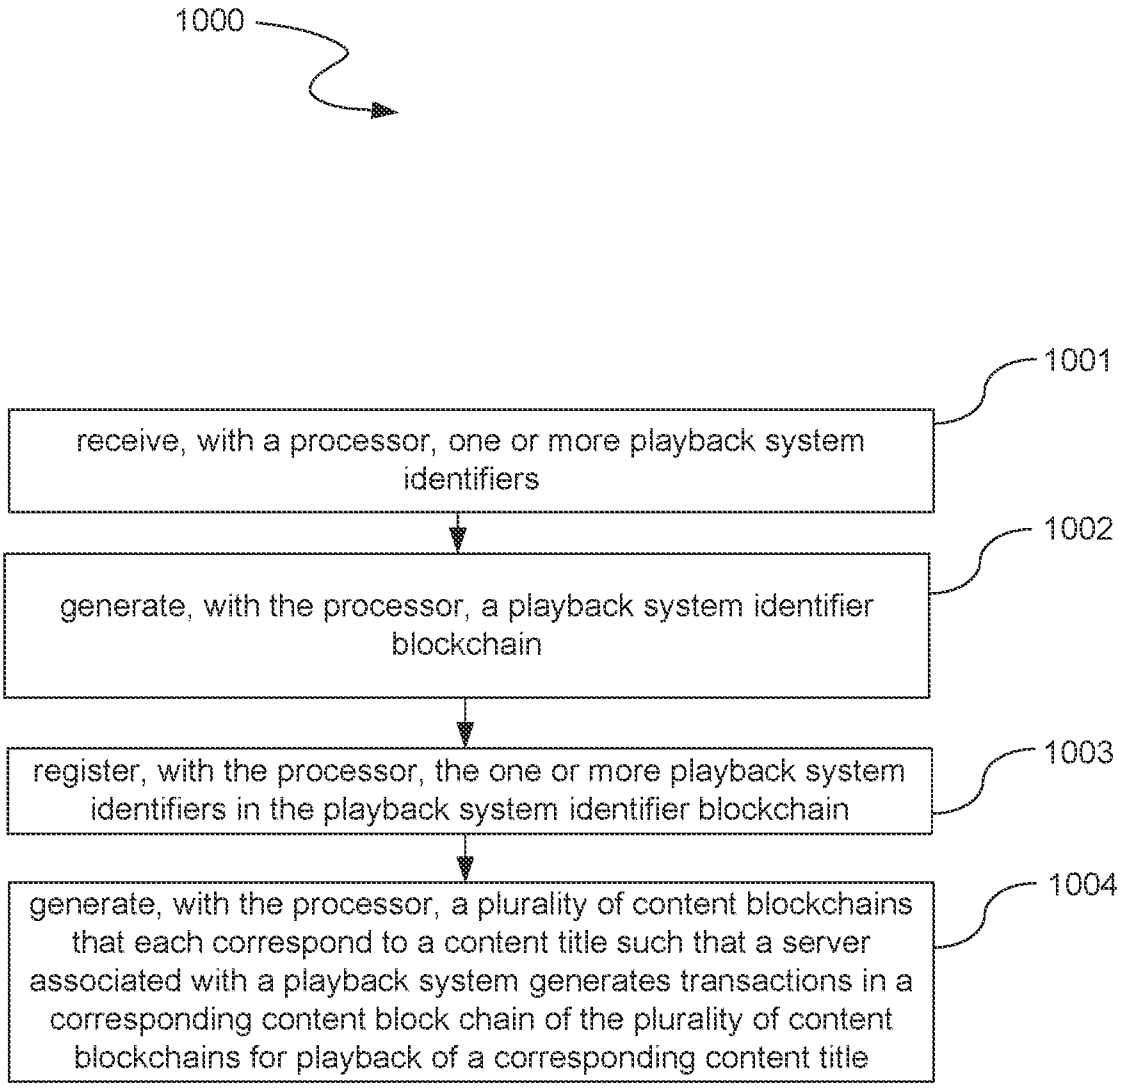 1000
1001
receive, with a processor, one or more playback system
identifiers
1002
generate, with the processor, a playback system identifier
blockchain
1003
register, with the processor, the one or more playback system
identifiers in the playback system identifier blockchain
1004
generate, with the processor, a plurality of content blockchains
that each correspond to a content title such that a server
associated with a playback system generates transactions in a
corresponding content block chain of the plurality of content
blockchains for playback of a corresponding content title